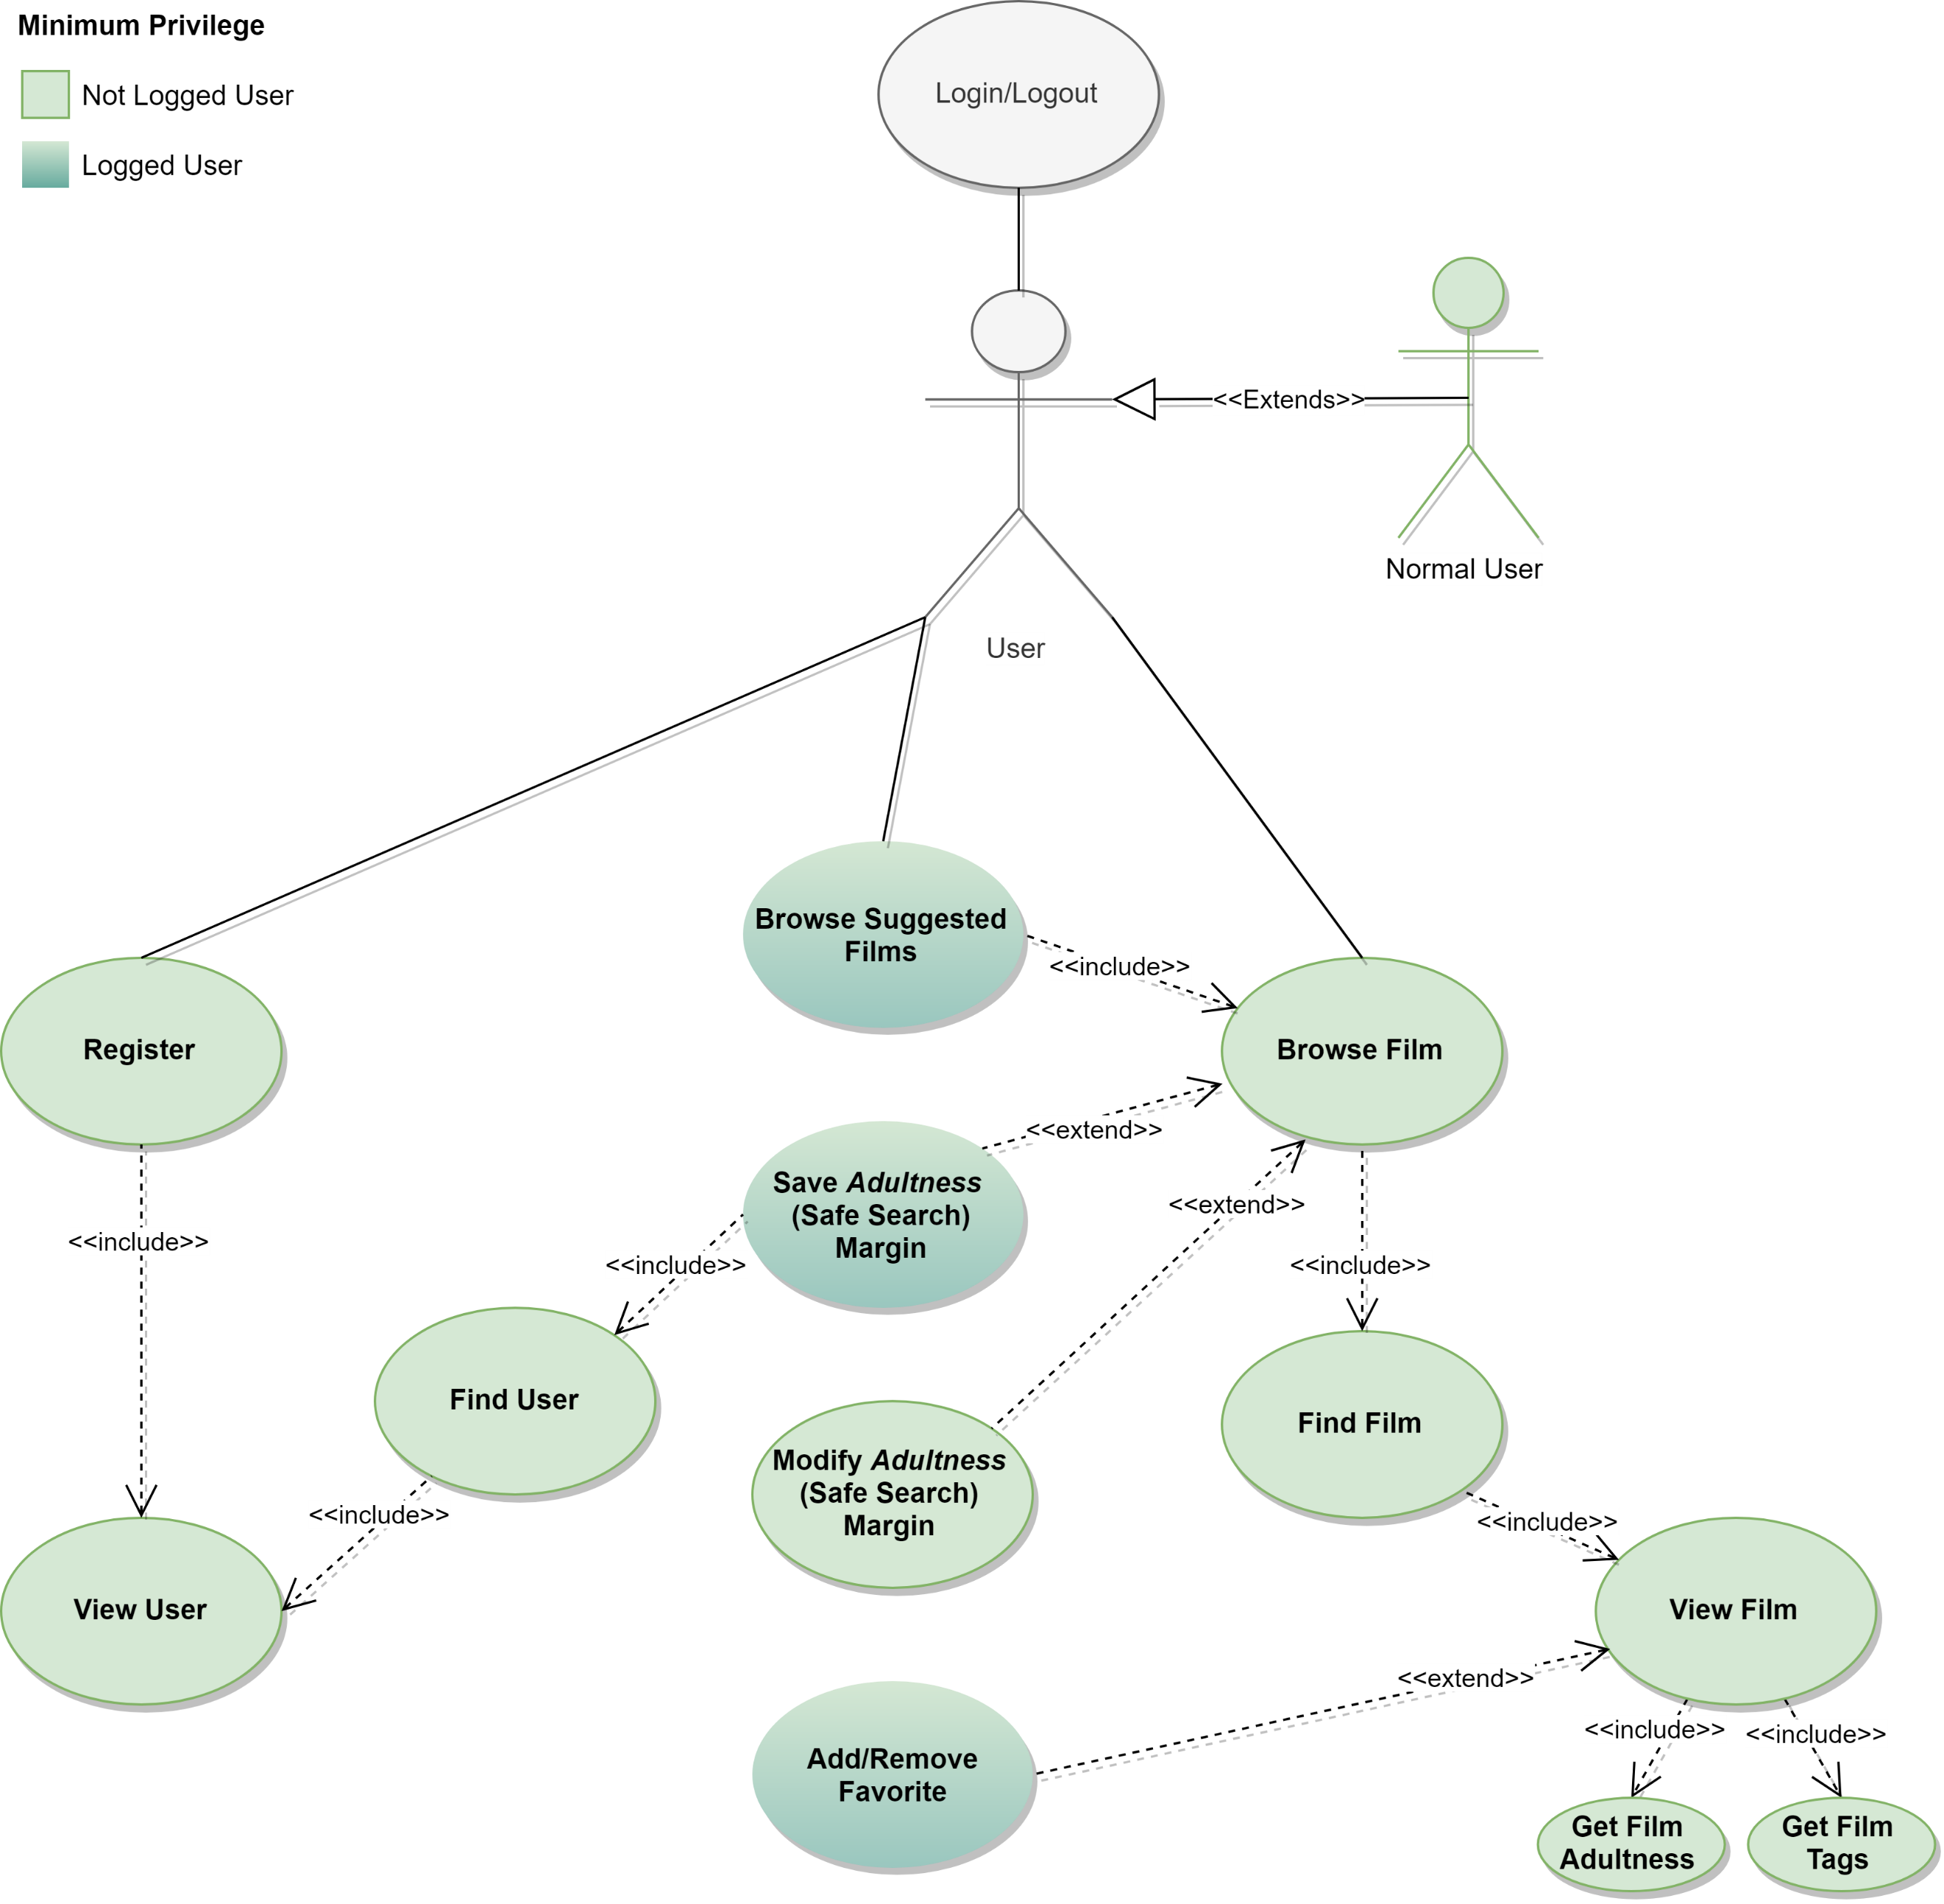 Minimum Privilege
Not Logged User
Logged User
Login/Logout
<<Extends>>
Normal User
User
Browse Suggested
Films
<<include>>
Register
Browse Film
<<extend>>
Save Adultness
(Safe Search)
Margin
<<extend>>
<<include>>
<<include>>
<<include>>
Find User
Find Film
Modify Adultness
(Safe Search)
Margin
<<include>>
<<include>>
View User
View Film
<<extend>>
<<include>>
<<include>>
Add/Remove
Favorite
Get Film
Adultness
Get Film
Tags